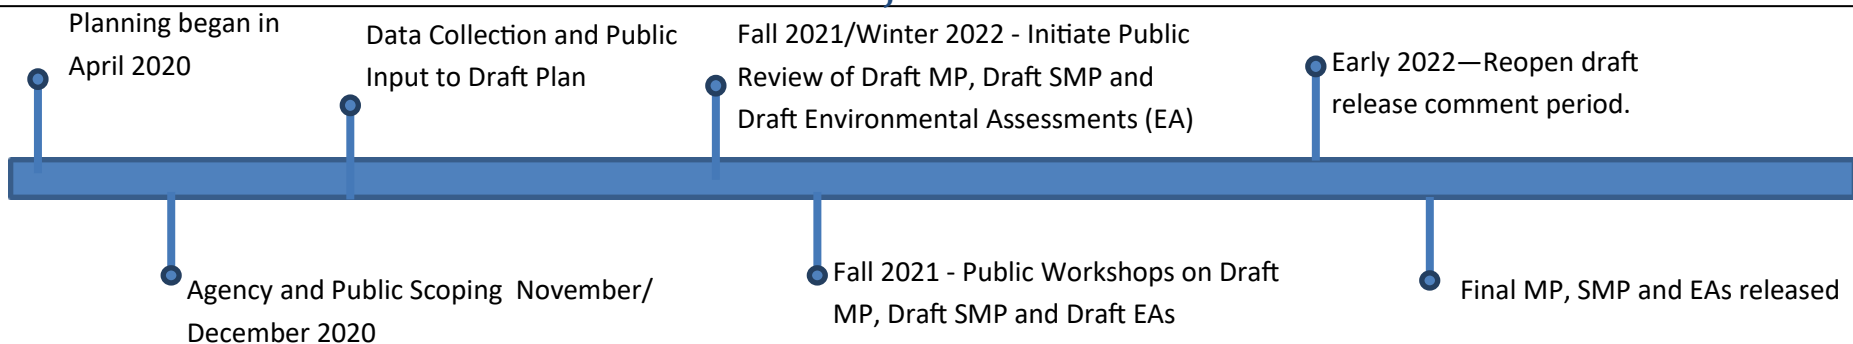 Planning began in
April 2020
Data Collection and Public
Input to Draft Plan
Fall 2021/Winter 2022 - Initiate Public
Review of Draft MP, Draft SMP and
Draft Environmental Assessments (EA)
Early 2022—Reopen draft
release comment period.
Agency and Public Scoping  November/
December 2020
Fall 2021 - Public Workshops on Draft
MP, Draft SMP and Draft EAs
Final MP, SMP and EAs released